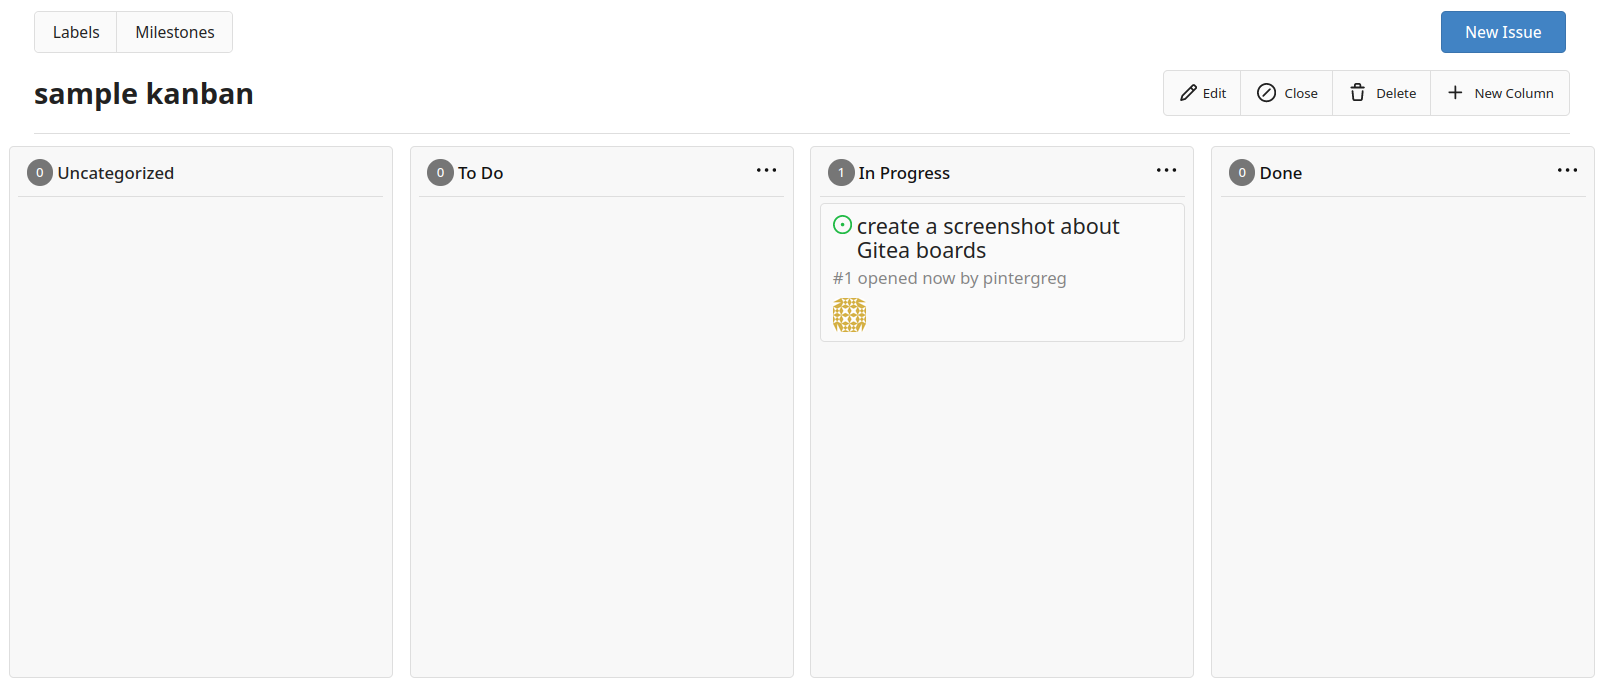 Labels
Milestones
New Issue
sample kanban
Edit
Close
Delete
New Column
0 Uncategorized
0 To Do
1 In Progress
0 Done
create a screenshot about
Gitea boards
#1 opened now by pintergreg